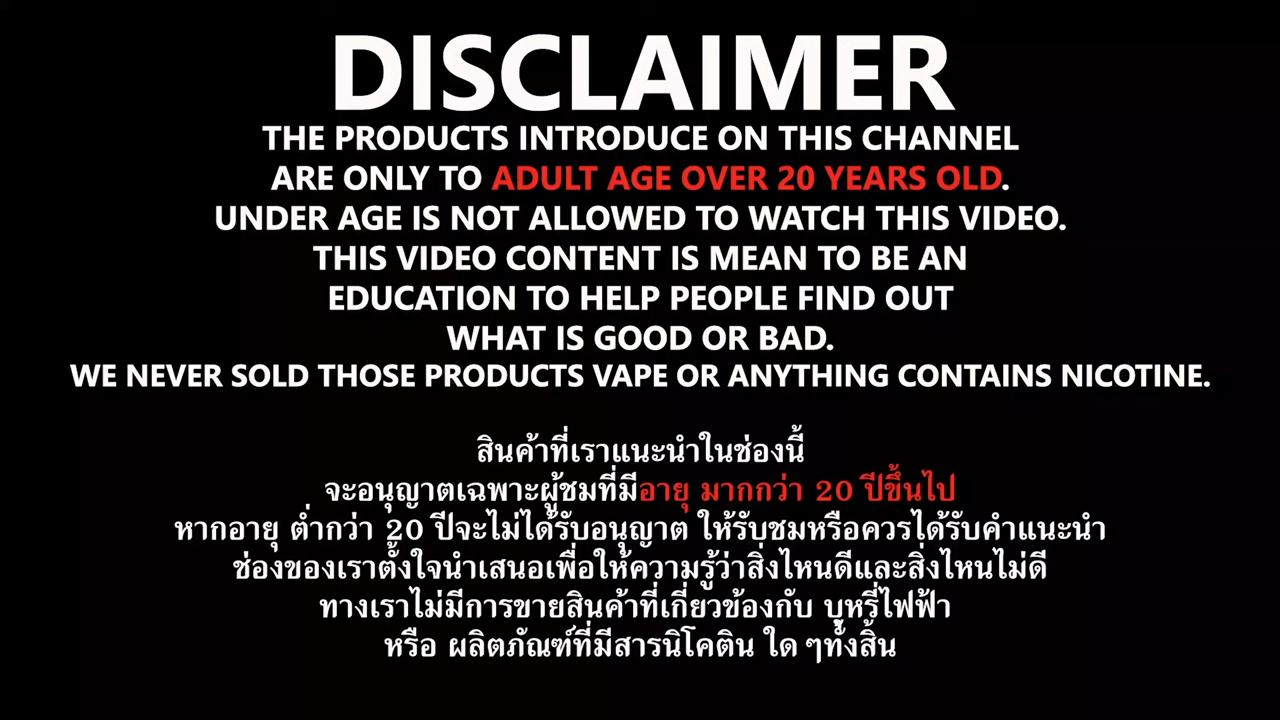 DISCLAIMER
THE PRODUCTS INTRODUCE ON THIS CHANNEL
ARE ONLY TO ADULT AGE OVER 20 YEARS OLD.
UNDER AGE IS NOT ALLOWED TO WATCH THIS VIDEO.
THIS VIDEO CONTENT IS MEAN TO BE AN
EDUCATION TO HELP PEOPLE FIND OUT
WHAT IS GOOD OR BAD.
WE NEVER SOLD THOSE PRODUCTS VAPE OR ANYTHING CONTAINS NICOTINE.
สินค้าที่เราแนะนำในช่องนี้
จะอนุญาตเฉพาะผู้ชมที่มีอายุ มากกว่า 20 ปีขึ้นไป
หากอายุ ต่ำกว่า 20 ปีจะไม่ได้รับอนุญาต ให้รับชมหรือควรได้รับคำแนะนำ
ช่องของเราตั้งใจนำเสนอเพื่อให้ความรู้ว่าสิ่งไหนดีและสิ่งไหนไม่ดี
ทางเราไม่มีการขายสินค้าที่เกี่ยวข้องกับ บุหรี่ไฟฟ้า
หรือ ผลิตภัณฑ์ที่มีสารนิโคติน ใด ๆทั้งสิ้น